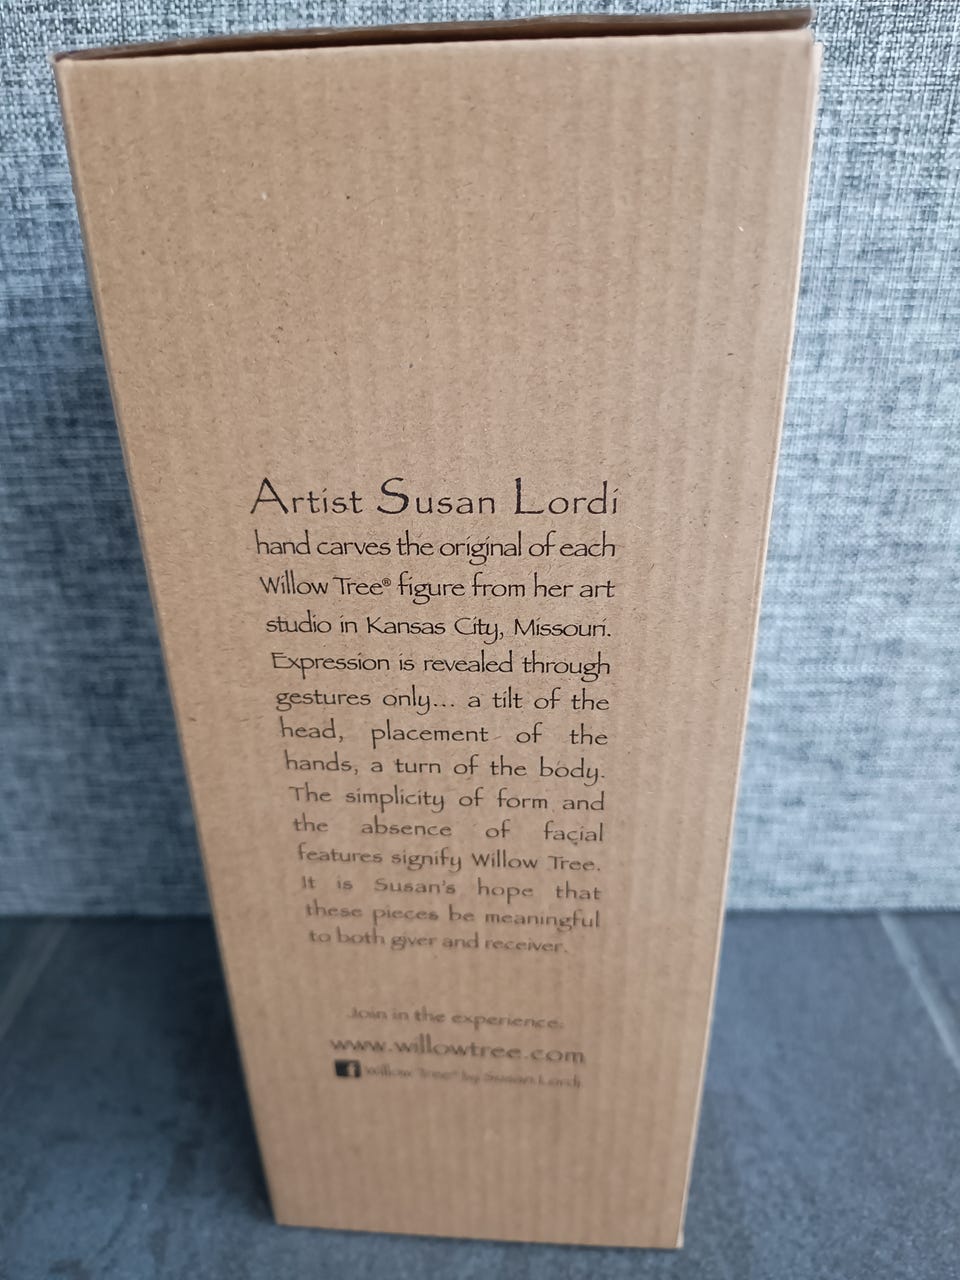 Artist Susan Lordi
hand carves the original of each
Willow Tree® figure from her art
studio in Kansas City, Missouri.
Expression is revealed through
gestures only... a tilt of the
head, placement of the
hands, a turn of the body.
The simplicity of form and
the absence of facial
features signify Willow Tree.
It is Susan's hope that
these pieces be meaningful
to both giver and receiver.
Join in the experience:
www.willowtree.com
f Willow Tree® by Susan Lordi